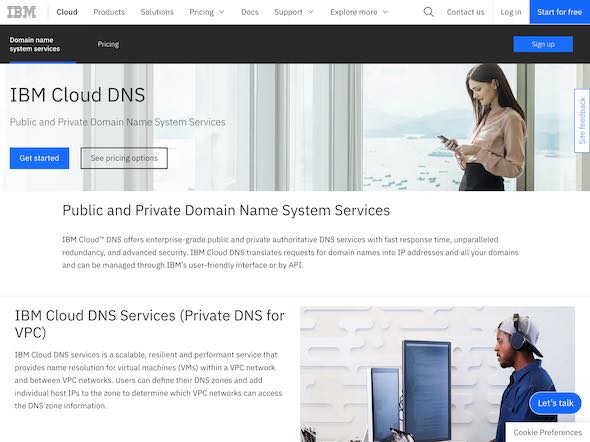 IBM Cloud Products Solutions Pricing Docs Support Explore more Contact us Log in Start for free
Domain name
system services
Pricing
Sign up
IBM Cloud DNS
Public and Private Domain Name System Services
Get started
See pricing options
Site feedback
Public and Private Domain Name System Services
IBM Cloud™ DNS offers enterprise-grade public and private authoritative DNS services with fast response time, unparalleled
redundancy, and advanced security. IBM Cloud DNS translates requests for domain names into IP addresses and all your domains
and can be managed through IBM's user-friendly interface or by API.
IBM Cloud DNS Services (Private DNS for
VPC)
IBM Cloud DNS services is a scalable, resilient and performant service that
provides name resolution for virtual machines (VMs) within a VPC network
and between VPC networks. Users can define their DNS zones and add
individual host IPs to the zone to determine which VPC networks can access
the DNS zone information.
Let's talk
Cookie Preferences